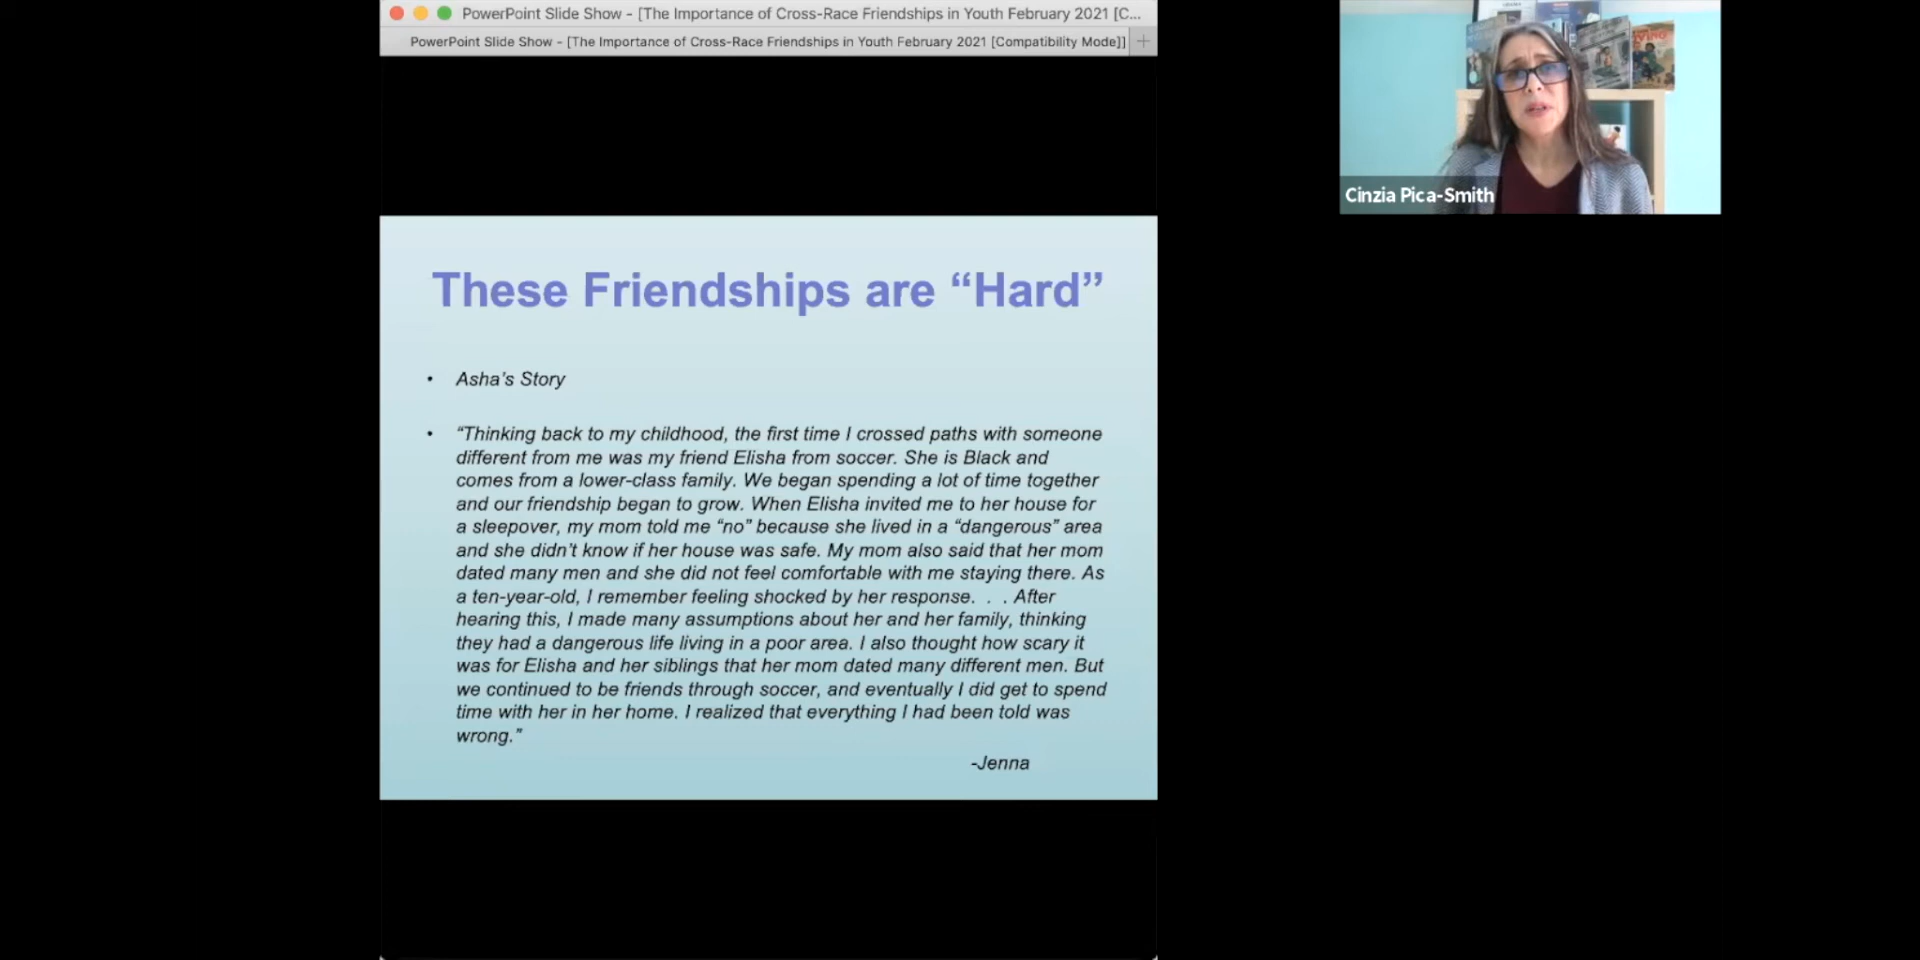 PowerPoint Slide Show - [The Importance of Cross-Race Friendships in Youth February 2021 [C...
PowerPoint Slide Show - [The Importance of Cross-Race Friendships in Youth February 2021 [Compatibility Mode]]
Cinzia Pica-Smith
These Friendships are “Hard”
• Asha’s Story
• “Thinking back to my childhood, the first time I crossed paths with someone
different from me was my friend Elisha from soccer. She is Black and
comes from a lower-class family. We began spending a lot of time together
and our friendship began to grow. When Elisha invited me to her house for
a sleepover, my mom told me “no” because she lived in a “dangerous” area
and she didn’t know if her house was safe. My mom also said that her mom
dated many men and she did not feel comfortable with me staying there. As
a ten-year-old, I remember feeling shocked by her response. . . After
hearing this, I made many assumptions about her and her family, thinking
they had a dangerous life living in a poor area. I also thought how scary it
was for Elisha and her siblings that her mom dated many different men. But
we continued to be friends through soccer, and eventually I did get to spend
time with her in her home. I realized that everything I had been told was
wrong.”
-Jenna